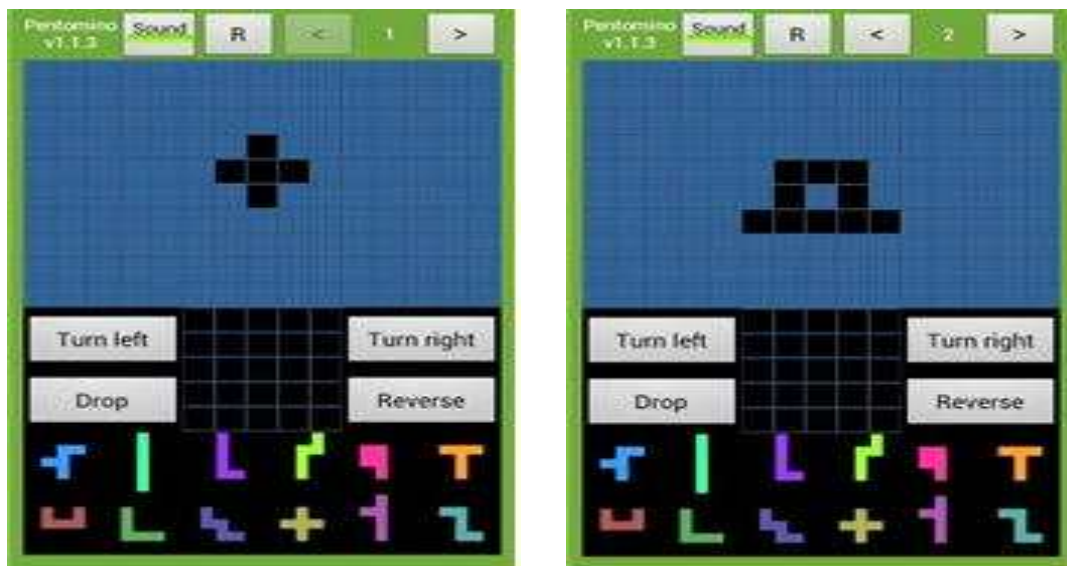 Pentomino
v1.1.3
Sound
R
<
1
>
Turn left
Turn right
Drop
Reverse
Pentomino
v1.1.3
Sound
R
<
2
>
Turn left
Turn right
Drop
Reverse